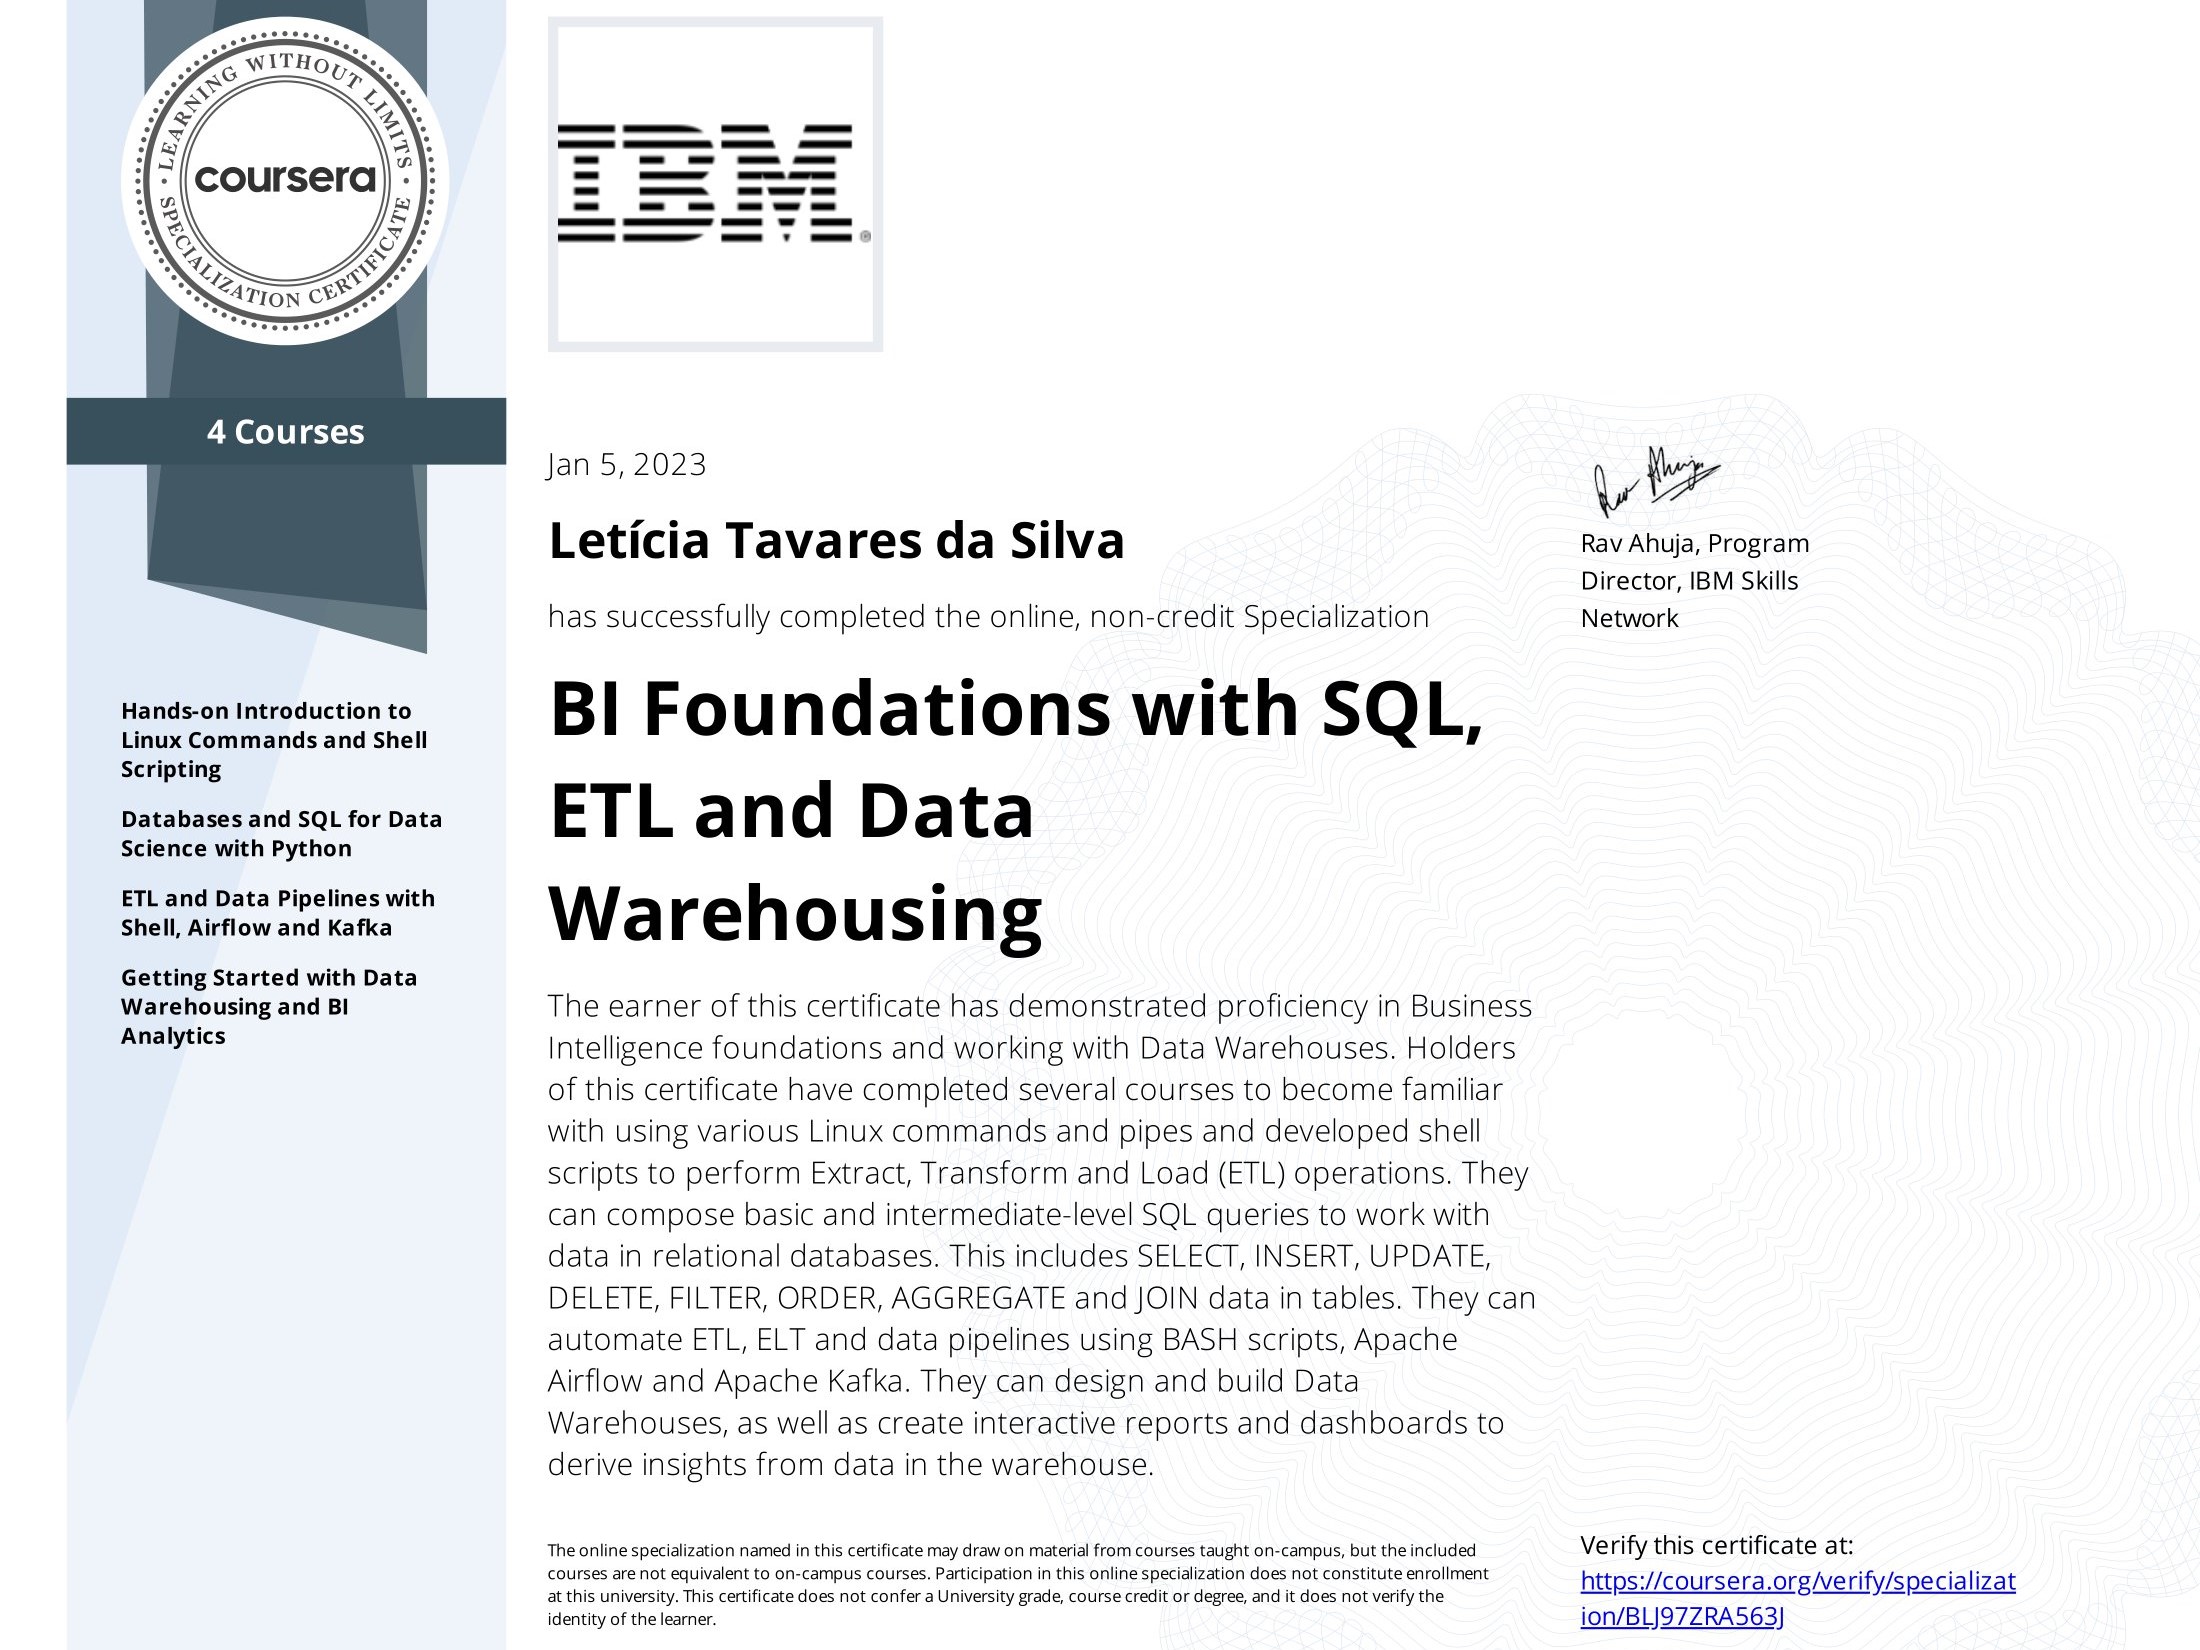 LEARNING WITHOUT LIMITS
coursera
SPECIALIZATION CERTIFICATE
IBM
4 Courses
Hands-on Introduction to
Linux Commands and Shell
Scripting
Databases and SQL for Data
Science with Python
ETL and Data Pipelines with
Shell, Airflow and Kafka
Getting Started with Data
Warehousing and BI
Analytics
Jan 5, 2023
Letícia Tavares da Silva
has successfully completed the online, non-credit Specialization
BI Foundations with SQL,
ETL and Data
Warehousing
The earner of this certificate has demonstrated proficiency in Business
Intelligence foundations and working with Data Warehouses. Holders
of this certificate have completed several courses to become familiar
with using various Linux commands and pipes and developed shell
scripts to perform Extract, Transform and Load (ETL) operations. They
can compose basic and intermediate-level SQL queries to work with
data in relational databases. This includes SELECT, INSERT, UPDATE,
DELETE, FILTER, ORDER, AGGREGATE and JOIN data in tables. They can
automate ETL, ELT and data pipelines using BASH scripts, Apache
Airflow and Apache Kafka. They can design and build Data
Warehouses, as well as create interactive reports and dashboards to
derive insights from data in the warehouse.
The online specialization named in this certificate may draw on material from courses taught on-campus, but the included
courses are not equivalent to on-campus courses. Participation in this online specialization does not constitute enrollment
at this university. This certificate does not confer a University grade, course credit or degree, and it does not verify the
identity of the learner.
Rav Ahuja
Rav Ahuja, Program
Director, IBM Skills
Network
Verify this certificate at:
https://coursera.org/verify/specializat
ion/BLJ97ZRA563J